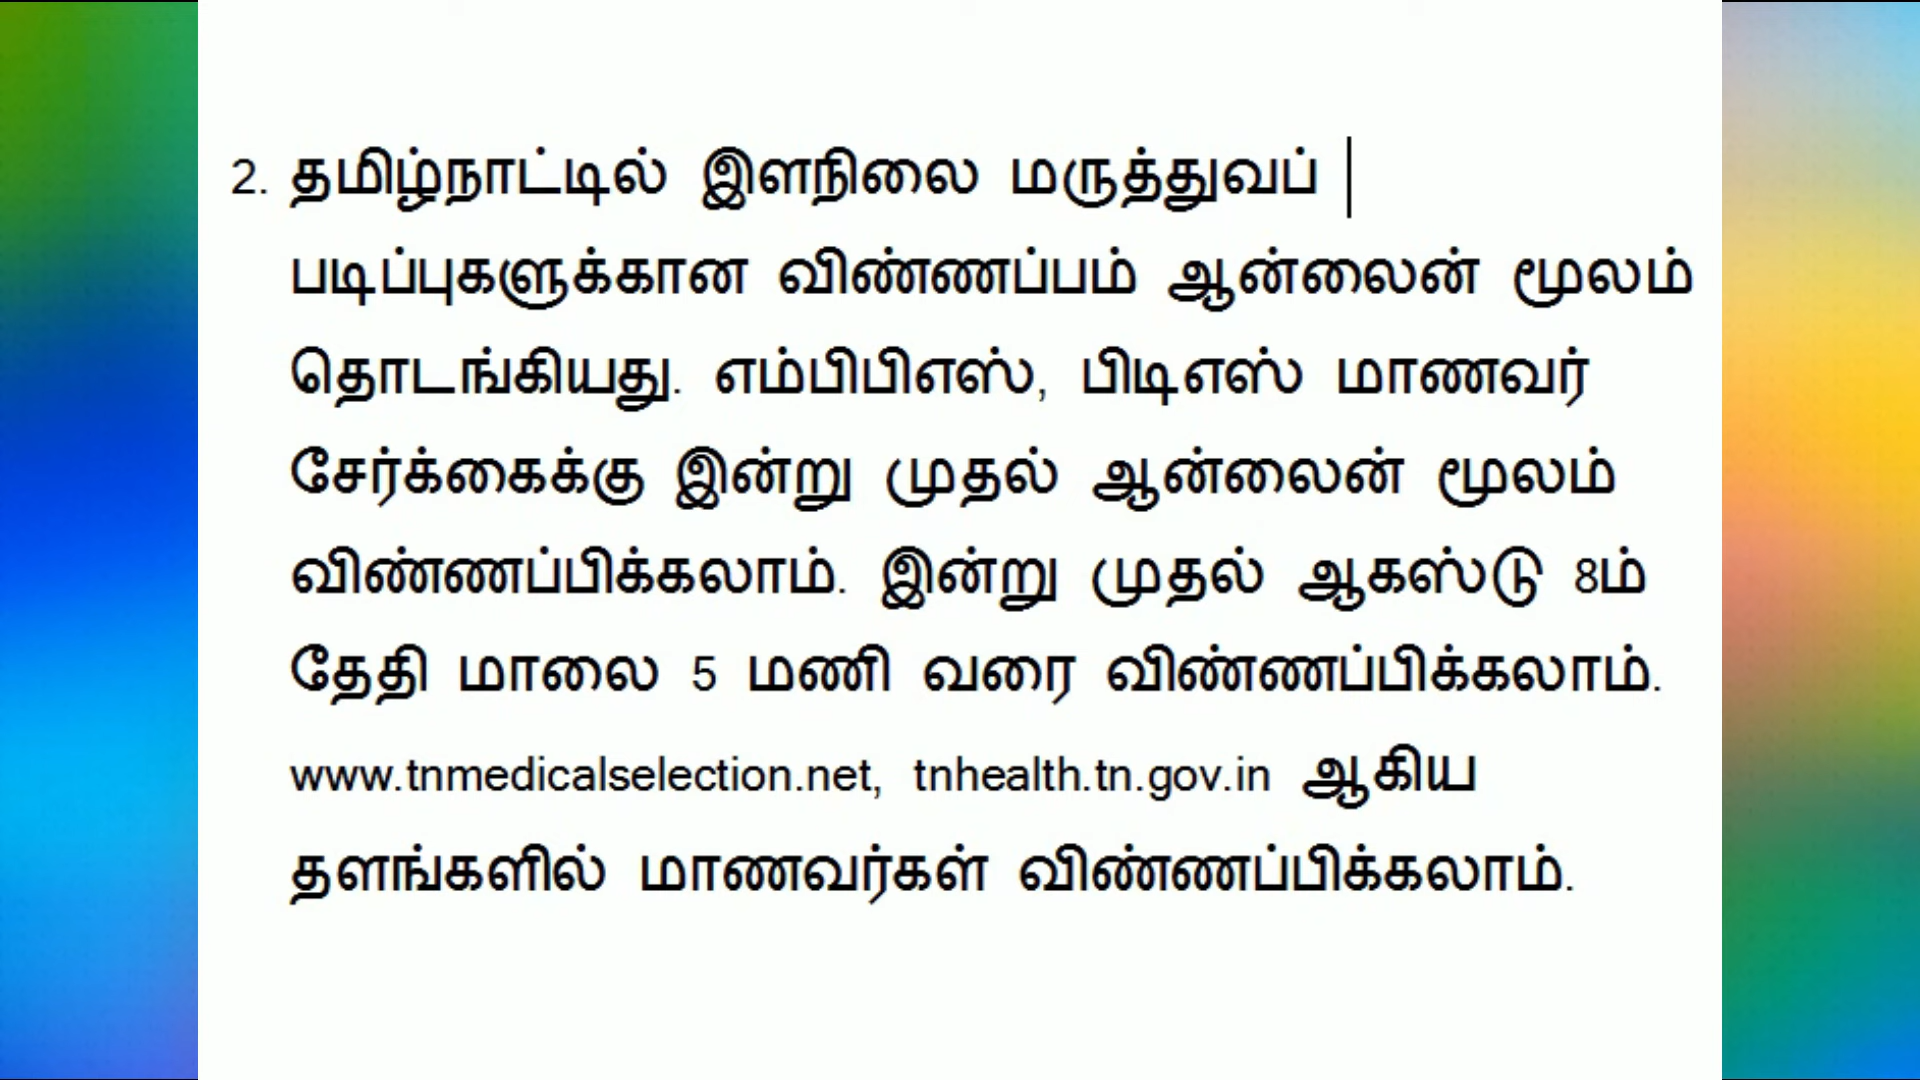 2. தமிழ்நாட்டில் இளநிலை மருத்துவப்
படிப்புகளுக்கான விண்ணப்பம் ஆன்லைன் மூலம்
தொடங்கியது. எம்பிபிஎஸ், பிடிஎஸ் மாணவர்
சேர்க்கைக்கு இன்று முதல் ஆன்லைன் மூலம்
விண்ணப்பிக்கலாம். இன்று முதல் ஆகஸ்டு 8ம்
தேதி மாலை 5 மணி வரை விண்ணப்பிக்கலாம்.
www.tnmedicalselection.net, tnhealth.tn.gov.in ஆகிய
தளங்களில் மாணவர்கள் விண்ணப்பிக்கலாம்.